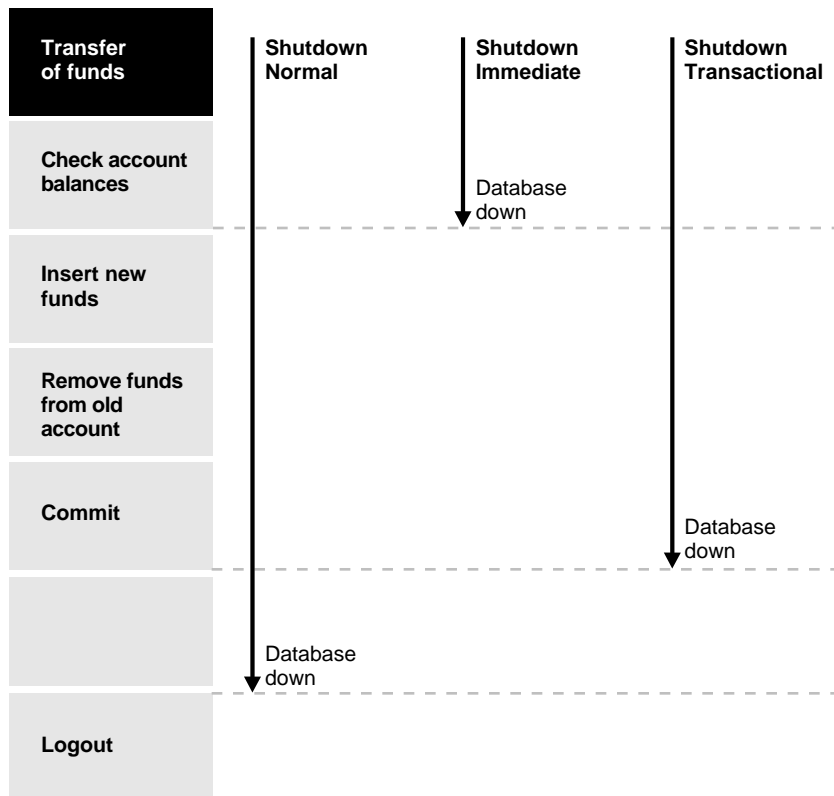 Transfer
of funds
Shutdown
Normal
Shutdown
Immediate
Shutdown
Transactional
Check account
balances
Database
down
Insert new
funds
Remove funds
from old
account
Commit
Database
down
Database
down
Logout